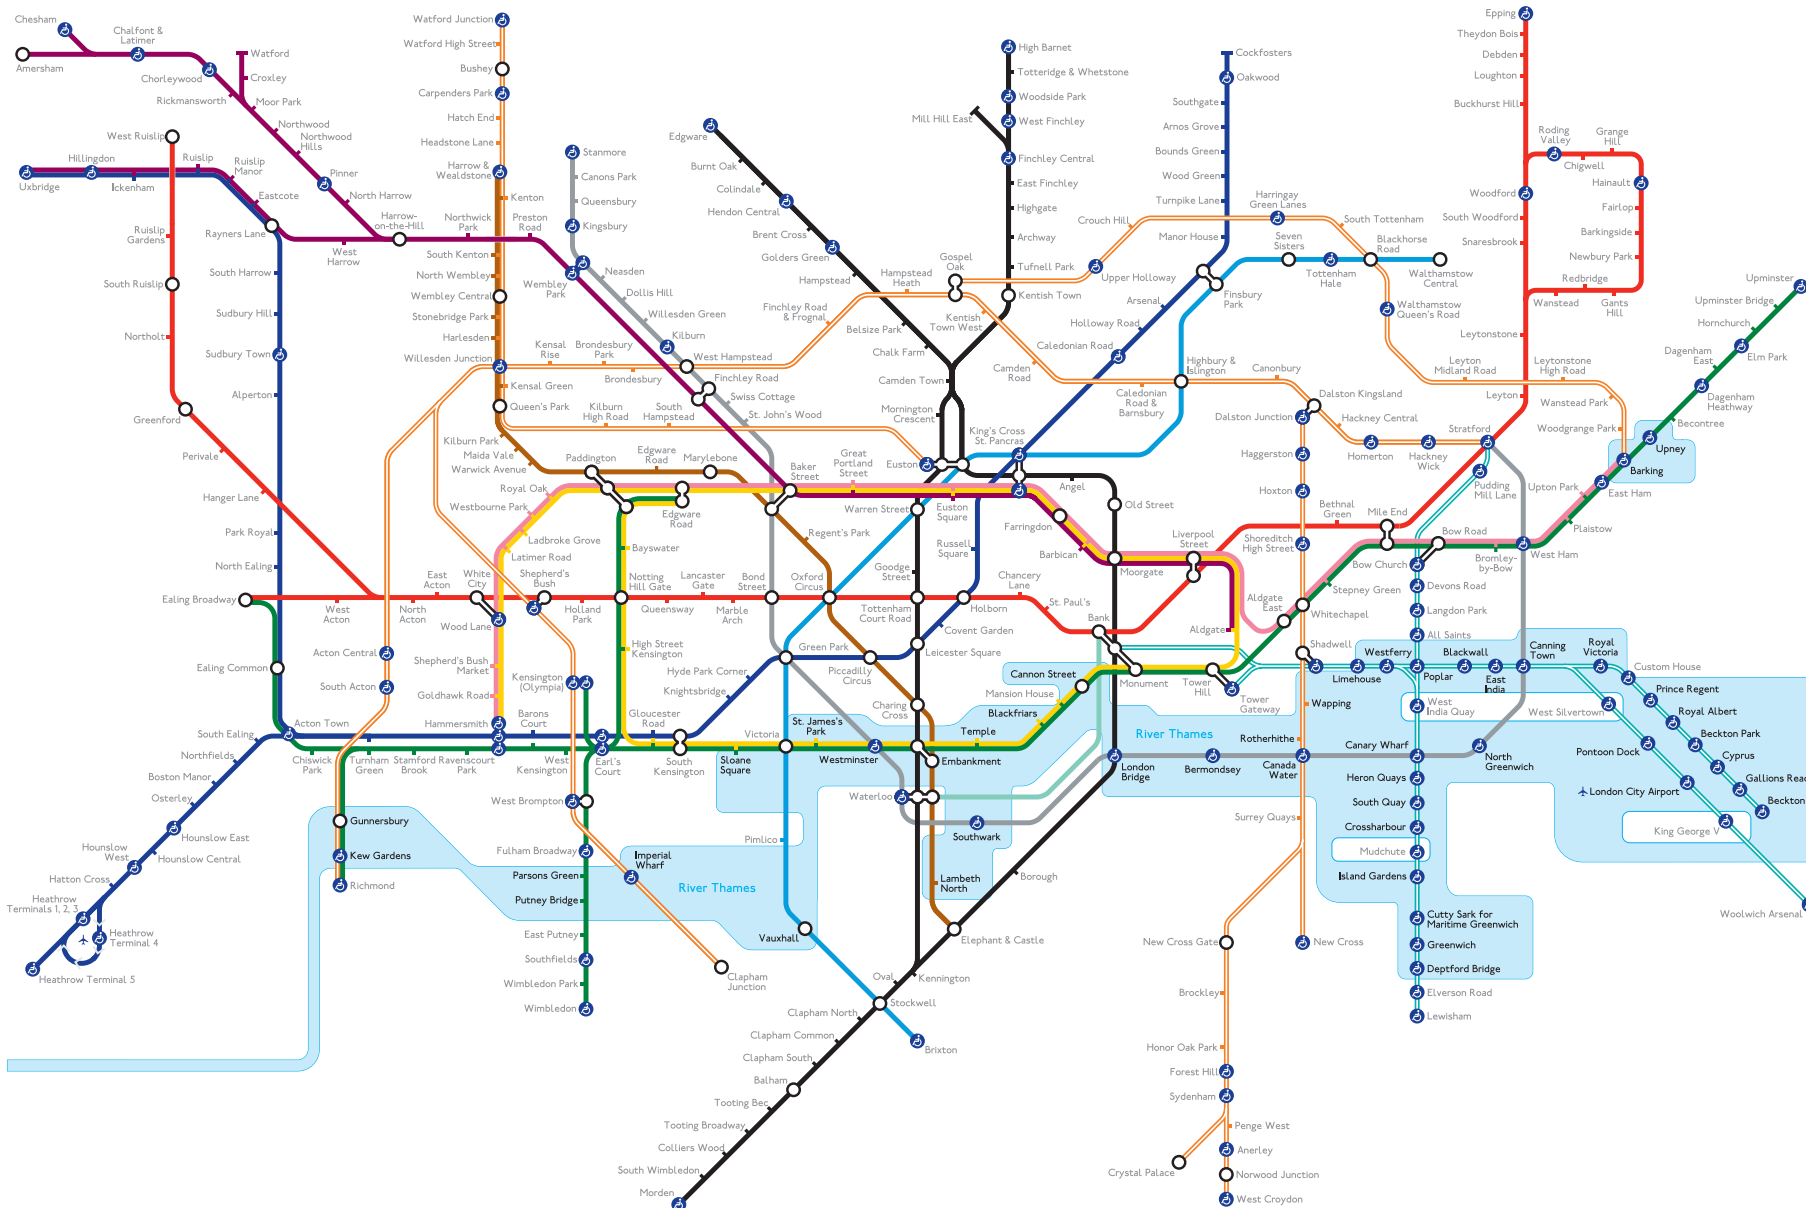 Chesham
Chalfont &
Latimer
Amersham
Chorleywood
Rickmansworth
Watford
Croxley
Moor Park
Northwood
Northwood
Hills
Pinner
North Harrow
Harrow-
on-the-Hill
West Ruislip
Hillingdon
Ruislip
Ruislip
Manor
Eastcote
Uxbridge
Ickenham
Rayners Lane
West
Harrow
Northwick
Park
Preston
Road
Ruislip
Gardens
South Ruislip
Northolt
Greenford
Perivale
Hanger Lane
South Harrow
Sudbury Hill
Sudbury Town
Alperton
Park Royal
North Ealing
Ealing Broadway
Watford Junction
Watford High Street
Bushey
Carpenders Park
Hatch End
Headstone Lane
Harrow &
Wealdstone
Kenton
South Kenton
North Wembley
Wembley Central
Stonebridge Park
Harlesden
Willesden Junction
Kensal Green
Queen's Park
Kilburn Park
Maida Vale
Warwick Avenue
Stanmore
Canons Park
Queensbury
Kingsbury
Wembley
Park
Neasden
Dollis Hill
Willesden Green
Kilburn
West Hampstead
Finchley Road
Swiss Cottage
St. John's Wood
Kensal
Rise
Brondesbury
Park
Brondesbury
Kilburn
High Road
South
Hampstead
Edgware
Burnt Oak
Colindale
Hendon Central
Brent Cross
Golders Green
Hampstead
Finchley Road
& Frognal
Hampstead
Heath
Belsize Park
Chalk Farm
Camden Town
Mornington
Crescent
Euston
High Barnet
Totteridge & Whetstone
Woodside Park
West Finchley
Mill Hill East
Finchley Central
East Finchley
Highgate
Archway
Tufnell Park
Kentish Town
Gospel
Oak
Kentish
Town West
Camden
Road
Caledonian
Road &
Barnsbury
Cockfosters
Oakwood
Southgate
Arnos Grove
Bounds Green
Wood Green
Turnpike Lane
Manor House
Crouch Hill
Upper Holloway
Harringay
Green Lanes
South Tottenham
Seven
Sisters
Tottenham
Hale
Blackhorse
Road
Walthamstow
Central
Walthamstow
Queen's Road
Finsbury
Park
Arsenal
Holloway Road
Caledonian Road
Highbury &
Islington
Canonbury
Dalston Kingsland
Dalston Junction
Hackney Central
Homerton
Hackney
Wick
Haggerston
Hoxton
Shoreditch
High Street
Leyton
Midland Road
Leytonstone
High Road
Wanstead Park
Woodgrange Park
Epping
Theydon Bois
Debden
Loughton
Buckhurst Hill
Roding
Valley
Grange
Hill
Chigwell
Hainault
Fairlop
Barkingside
Newbury Park
Redbridge
Gants
Hill
Wanstead
Woodford
South Woodford
Snaresbrook
Leytonstone
Leyton
Stratford
Pudding
Mill Lane
Upminster
Upminster Bridge
Hornchurch
Elm Park
Dagenham
East
Dagenham
Heathway
Becontree
Upney
Barking
East Ham
Upton Park
Plaistow
West Ham
Bromley-
by-Bow
Bow Road
Bow Church
Mile End
Bethnal
Green
Stepney Green
Whitechapel
Aldgate
East
Aldgate
Liverpool
Street
Moorgate
Barbican
Farringdon
King's Cross
St. Pancras
Angel
Old Street
Euston
Square
Great
Portland
Street
Baker
Street
Marylebone
Edgware
Road
Paddington
Edgware
Road
Royal Oak
Westbourne Park
Ladbroke Grove
Latimer Road
Bayswater
Warren Street
Regent's Park
Russell
Square
Goodge
Street
West
Acton
East
Acton
North
Acton
White
City
Shepherd's
Bush
Holland
Park
Notting
Hill Gate
Queensway
Lancaster
Gate
Marble
Arch
Bond
Street
Oxford
Circus
Tottenham
Court Road
Holborn
Chancery
Lane
St. Paul's
Bank
Wood Lane
Shepherd's Bush
Market
Goldhawk Road
Hammersmith
Kensington
(Olympia)
High Street
Kensington
Hyde Park Corner
Knightsbridge
Green Park
Piccadilly
Circus
Covent Garden
Leicester Square
Charing
Cross
Cannon Street
Mansion House
Blackfriars
Temple
Embankment
Monument
Tower
Hill
Tower
Gateway
Ealing Common
Acton Central
South Acton
Acton Town
South Ealing
Northfields
Boston Manor
Osterley
Hounslow East
Hounslow Central
Hounslow
West
Hatton Cross
Heathrow
Terminals 1, 2, 3
Heathrow
Terminal 4
Heathrow Terminal 5
Chiswick
Park
Turnham
Green
Stamford
Brook
Ravenscourt
Park
Barons
Court
West
Kensington
Earl's
Court
Gloucester
Road
South
Kensington
Sloane
Square
Victoria
St. James's
Park
Westminster
Waterloo
Southwark
Gunnersbury
Kew Gardens
Richmond
West Brompton
Fulham Broadway
Parsons Green
Putney Bridge
East Putney
Southfields
Wimbledon Park
Wimbledon
Imperial
Wharf
Clapham
Junction
River Thames
Pimlico
Vauxhall
Lambeth
North
Elephant & Castle
Borough
Kennington
Oval
Stockwell
Brixton
Clapham North
Clapham Common
Clapham South
Balham
Tooting Bec
Tooting Broadway
Colliers Wood
South Wimbledon
Morden
River Thames
London
Bridge
Bermondsey
Canada
Water
Rotherhithe
Wapping
Shadwell
Limehouse
Westferry
Poplar
Blackwall
East
India
Canning
Town
Royal
Victoria
Custom House
Prince Regent
Royal Albert
Beckton Park
Cyprus
Gallions Reac
Beckton
Devons Road
Langdon Park
All Saints
West
India Quay
West Silvertown
Pontoon Dock
London City Airport
King George V
Woolwich Arsenal
Canary Wharf
North
Greenwich
Heron Quays
South Quay
Crossharbour
Mudchute
Island Gardens
Cutty Sark for
Maritime Greenwich
Greenwich
Deptford Bridge
Elverson Road
Lewisham
Surrey Quays
New Cross Gate
New Cross
Brockley
Honor Oak Park
Forest Hill
Sydenham
Penge West
Anerley
Crystal Palace
Norwood Junction
West Croydon